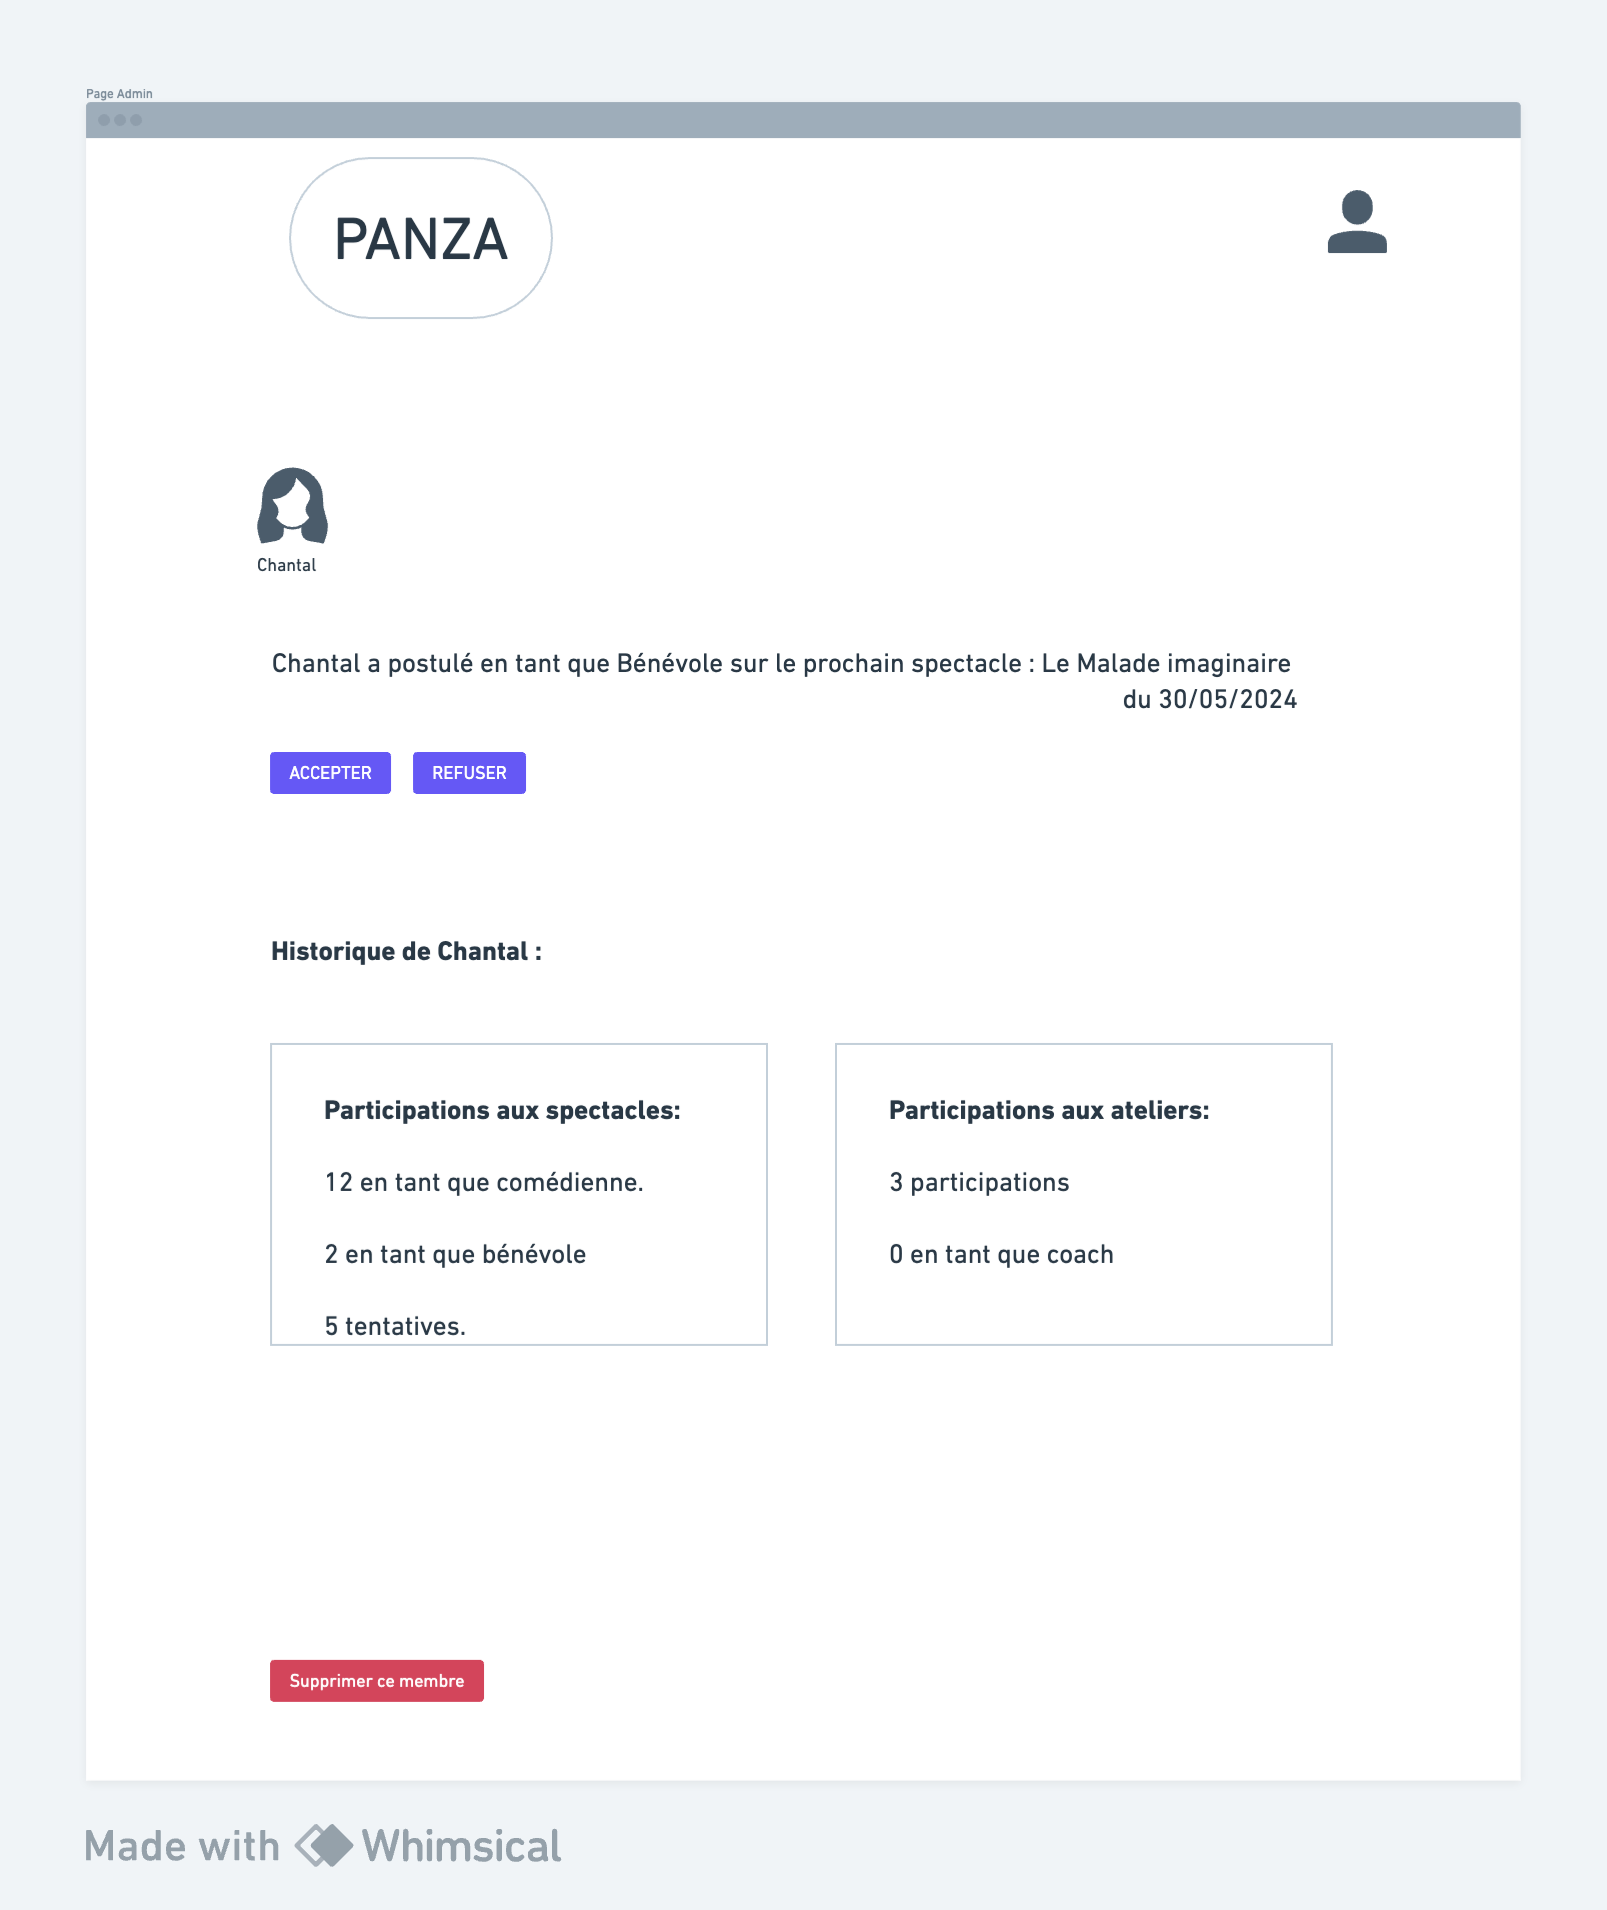 Page Admin
PANZA
Chantal
Chantal a postulé en tant que Bénévole sur le prochain spectacle : Le Malade imaginaire
du 30/05/2024
ACCEPTER
REFUSER
Historique de Chantal :
Participations aux spectacles:
12 en tant que comédienne.
2 en tant que bénévole
5 tentatives.
Participations aux ateliers:
3 participations
0 en tant que coach
Supprimer ce membre
Made with Whimsical